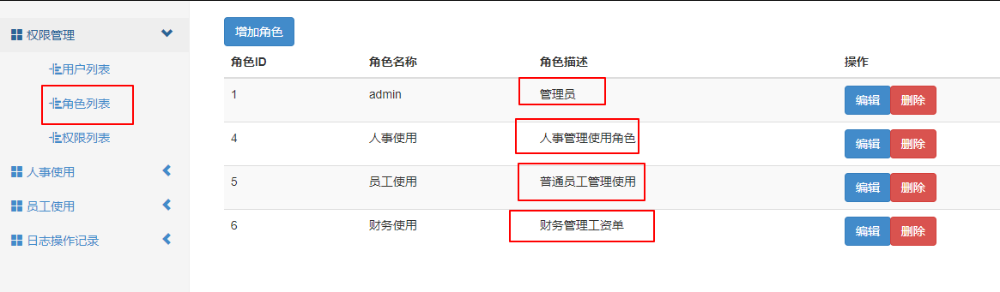 权限管理
用户列表
角色列表
权限列表
人事使用
员工使用
日志操作记录
增加角色
角色ID 角色名称 角色描述 操作
1 admin 管理员 编辑 删除
4 人事使用 人事管理使用角色 编辑 删除
5 员工使用 普通员工管理使用 编辑 删除
6 财务使用 财务管理工资单 编辑 删除